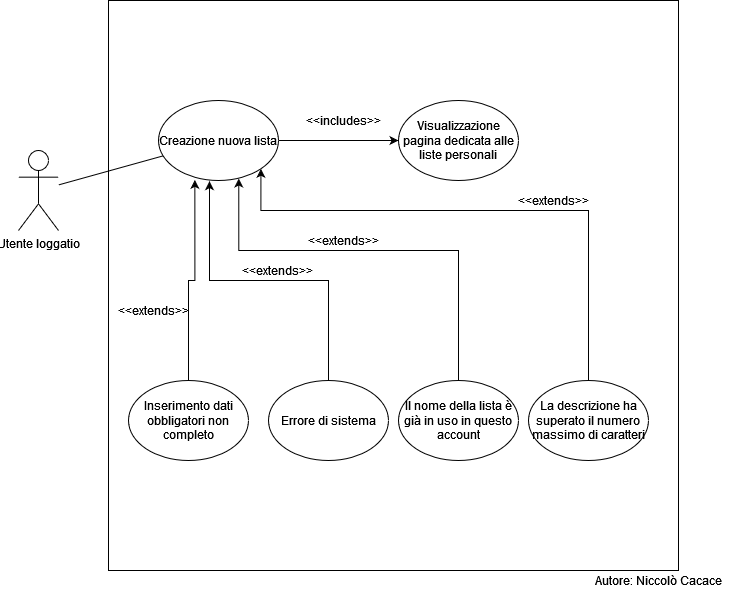 <<includes>>
Creazione nuova lista
Visualizzazione
pagina dedicata alle
liste personali
<<extends>>
Utente loggatio
<<extends>>
<<extends>>
<<extends>>
Inserimento dati
obbligatori non
completo
Errore di sistema
Il nome della lista è
già in uso in questo
account
La descrizione ha
superato il numero
massimo di caratteri
Autore: Niccolò Cacace